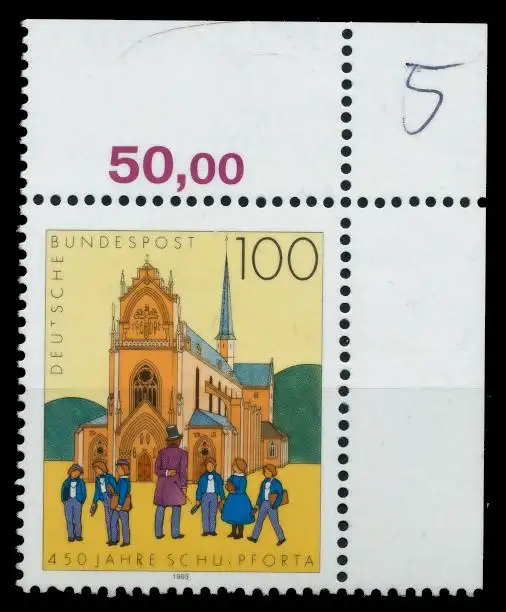 5
50,00
DEUTSCHE
BUNDESPOST
100
450 JAHRE SCHULPFORTA
1993